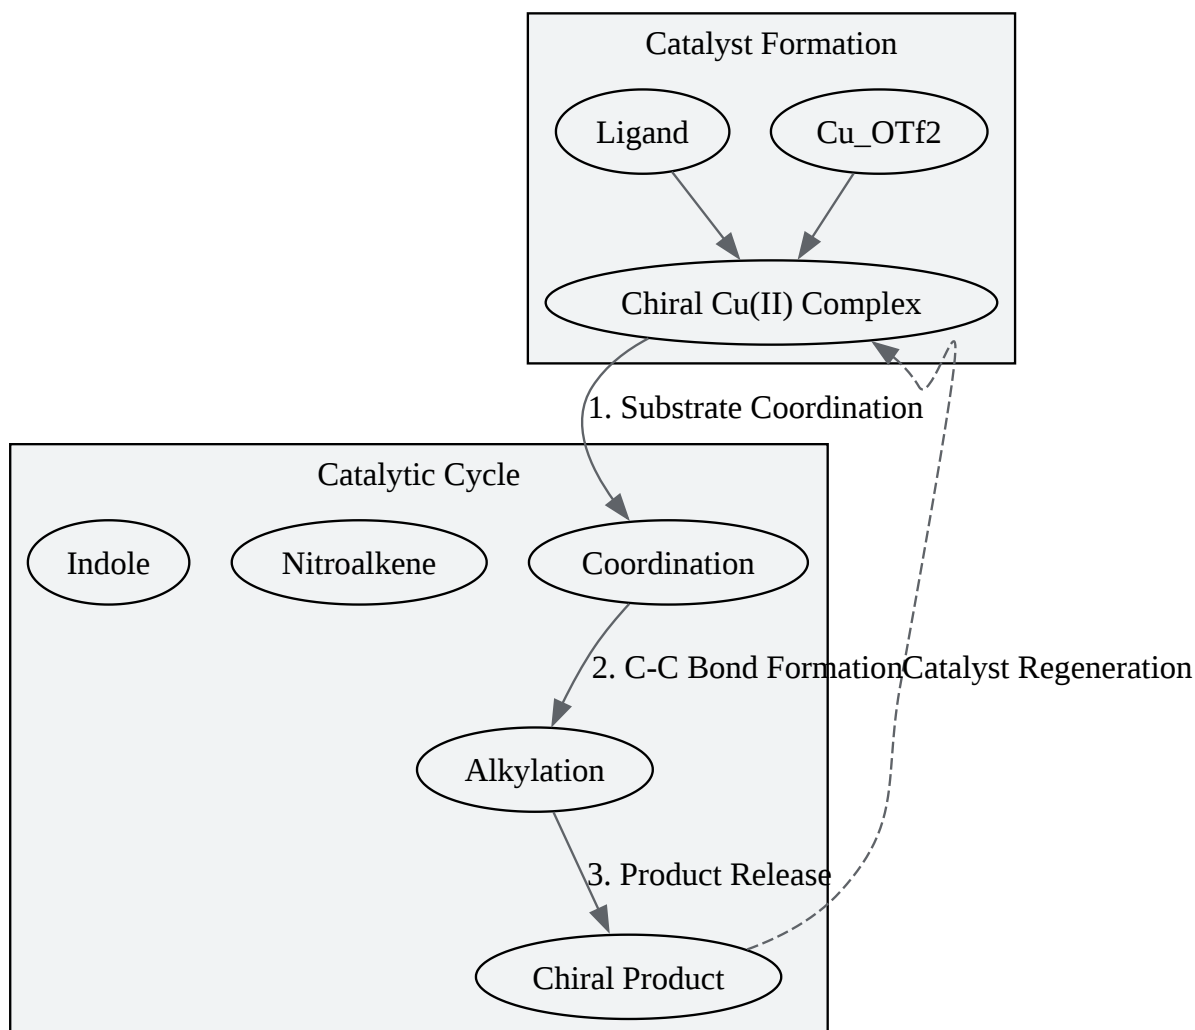 Catalyst Formation
Ligand
Cu_OTf2
Chiral Cu(II) Complex
1. Substrate Coordination
Catalytic Cycle
Indole
Nitroalkene
Coordination
2. C-C Bond Formation
Catalyst Regeneration
Alkylation
3. Product Release
Chiral Product